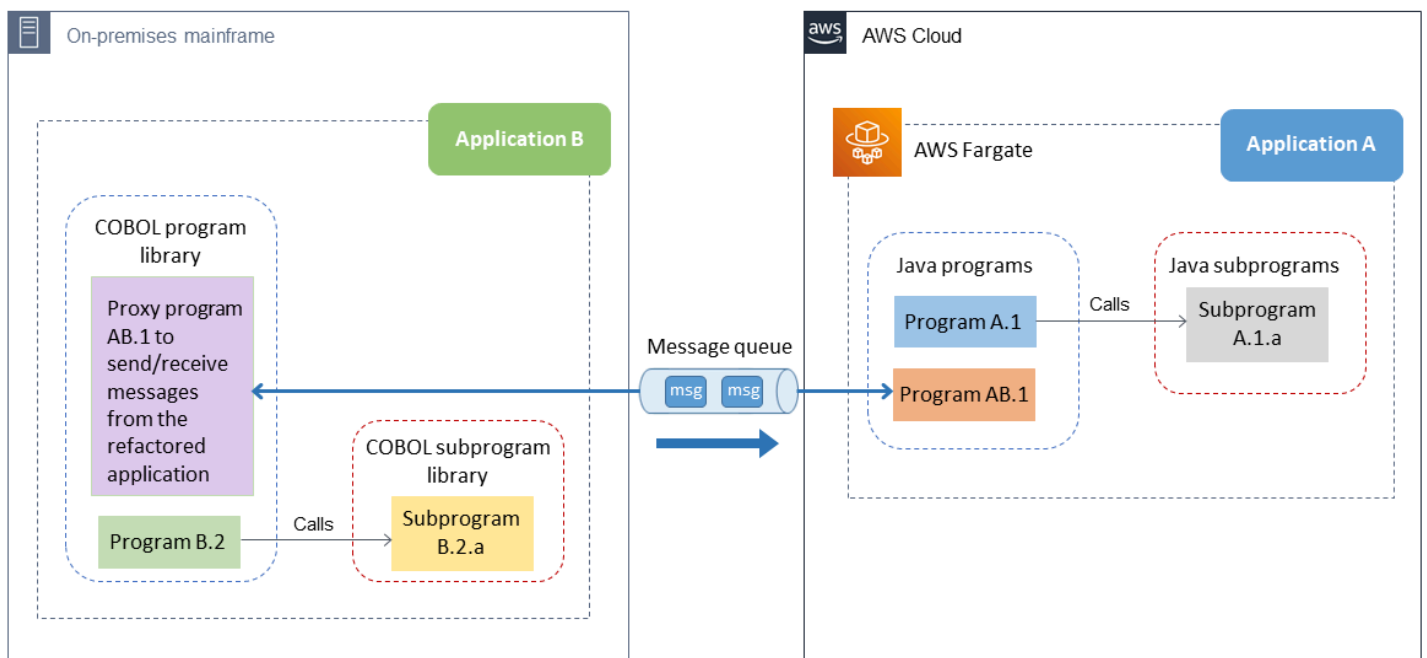 On-premises mainframe
Application B
COBOL program
library
Proxy program
AB.1 to
send/receive
messages
from the
refactored
application
Program B.2
Calls
COBOL subprogram
library
Subprogram
B.2.a
Message queue
msg
msg
aws
AWS Cloud
AWS Fargate
Application A
Java programs
Program A.1
Program AB.1
Calls
Java subprograms
Subprogram
A.1.a